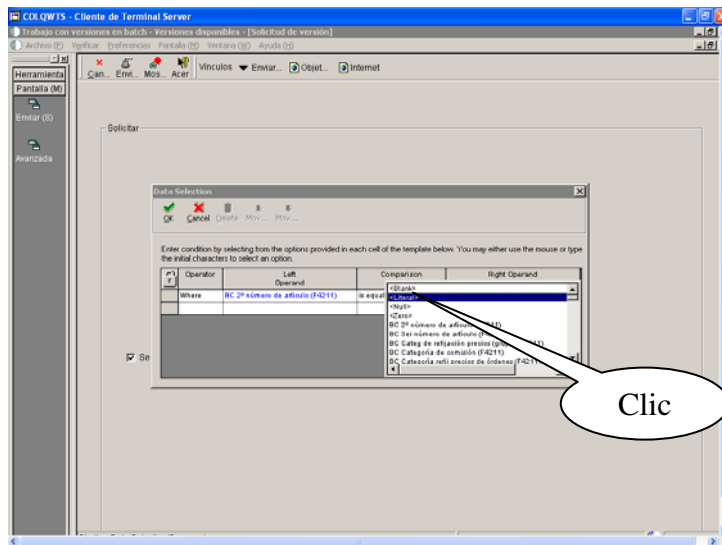 COLQWTS - Cliente de Terminal Server
Trabajo con versiones en batch - Versiones disponibles - [Solicitud de versión]
Archivo (F) Verificar Preferencias Pantalla (M) Ventana (W) Ayuda (H)
Can... Envi... Mos... Acer Vínculos Enviar... Objet... Internet
Herramienta
Pantalla (M)
Enviar (S)
Avanzada
Solicitar
Data Selection
OK Cancel Delete Mov... Mov...
Enter condition by selecting from the options provided in each cell of the template below. You may either use the mouse or type
the initial characters to select an option.
Operator Left Operand Comparison Right Operand
Where BC 2º número de artículo (F4211) is equal
<Blank>
<Literal>
<Null>
<Zero>
BC 2º número de artículo
BC 3er número de artículo
BC Categ de refijación precios
BC Categoría de comisión (F4211)
BC Categoría refij precios de órdenes (F4211)
Se
Clic